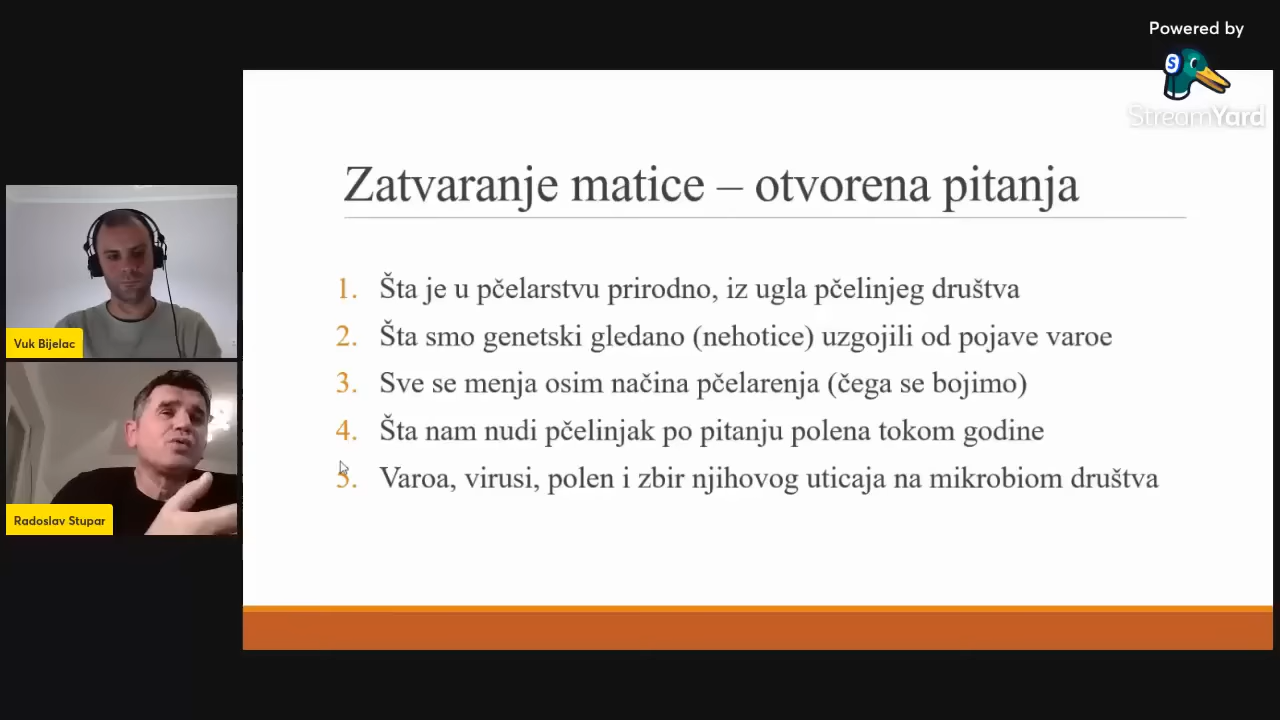 Powered by
StreamYard
Zatvaranje matice – otvorena pitanja
1. Šta je u pčelarstvu prirodno, iz ugla pčelinjeg društva
2. Šta smo genetski gledano (nehotice) uzgojili od pojave varoe
3. Sve se menja osim načina pčelarenja (čega se bojimo)
4. Šta nam nudi pčelinjak po pitanju polena tokom godine
5. Varoa, virusi, polen i zbir njihovog uticaja na mikrobiom društva
Vuk Bijelac
Radoslav Stupar